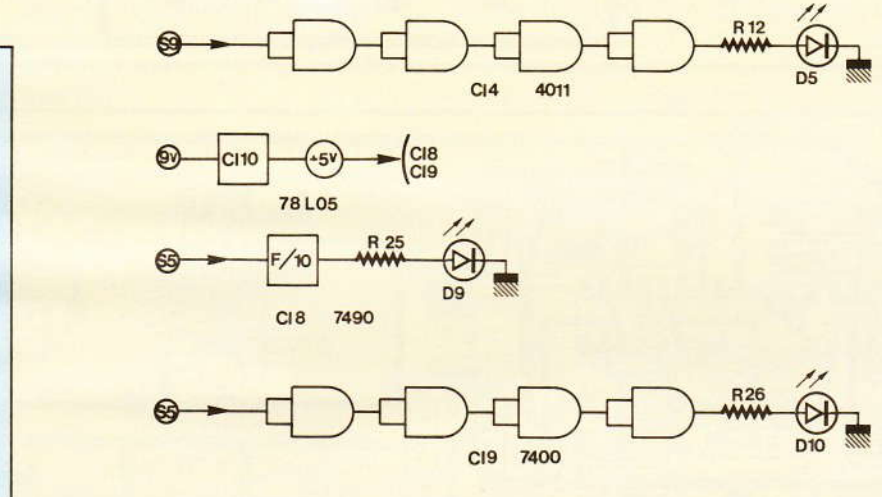 S9 R 12
CI4 4011 D5
9v CI10 +5v CI8
CI9
78 L05
S5 F/10 R 25
D9
CI8 7490
S5 R 26
CI9 7400 D10